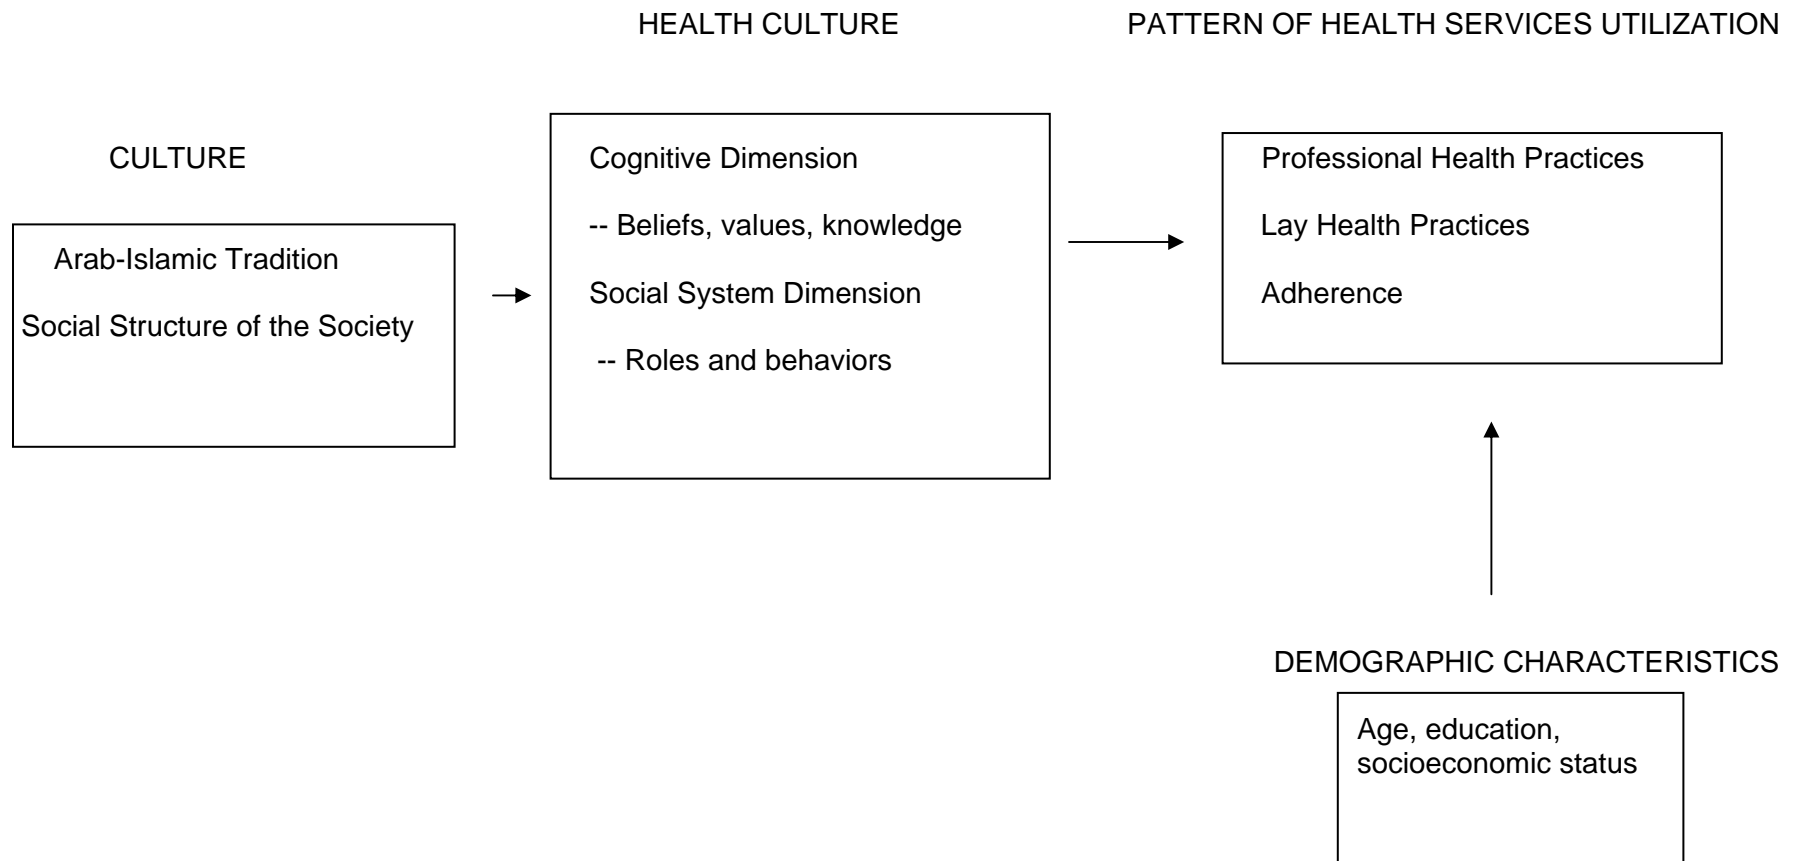 HEALTH CULTURE
PATTERN OF HEALTH SERVICES UTILIZATION
CULTURE
Arab-Islamic Tradition
Social Structure of the Society
Cognitive Dimension
-- Beliefs, values, knowledge
Social System Dimension
-- Roles and behaviors
Professional Health Practices
Lay Health Practices
Adherence
DEMOGRAPHIC CHARACTERISTICS
Age, education,
socioeconomic status